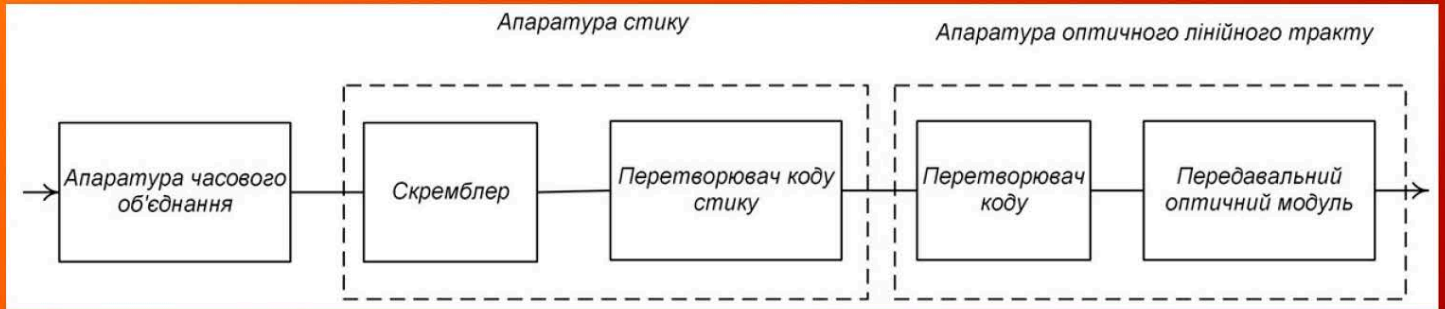 Апаратура стику
Апаратура оптичного лінійного тракту
Апаратура часового
об'єднання
Скремблер
Перетворювач коду
стику
Перетворювач
коду
Передавальний
оптичний модуль